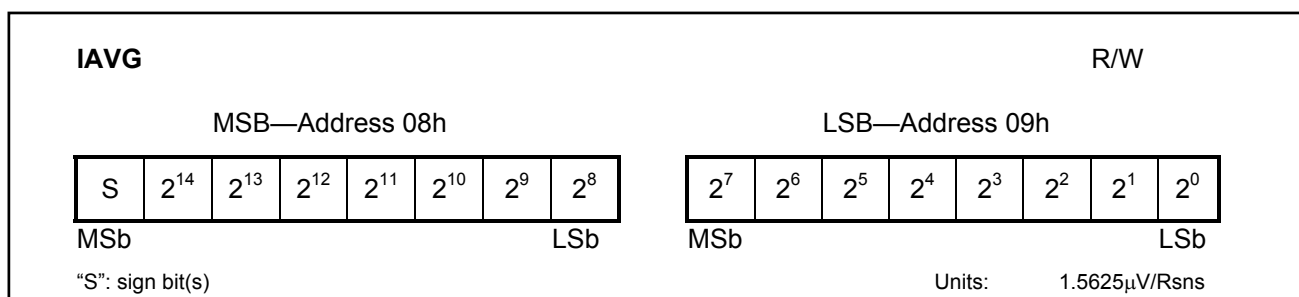 IAVG R/W
MSB—Address 08h LSB—Address 09h
S 2^14 2^13 2^12 2^11 2^10 2^9 2^8 2^7 2^6 2^5 2^4 2^3 2^2 2^1 2^0
MSb LSb MSb LSb
“S”: sign bit(s) Units: 1.5625μV/Rsns